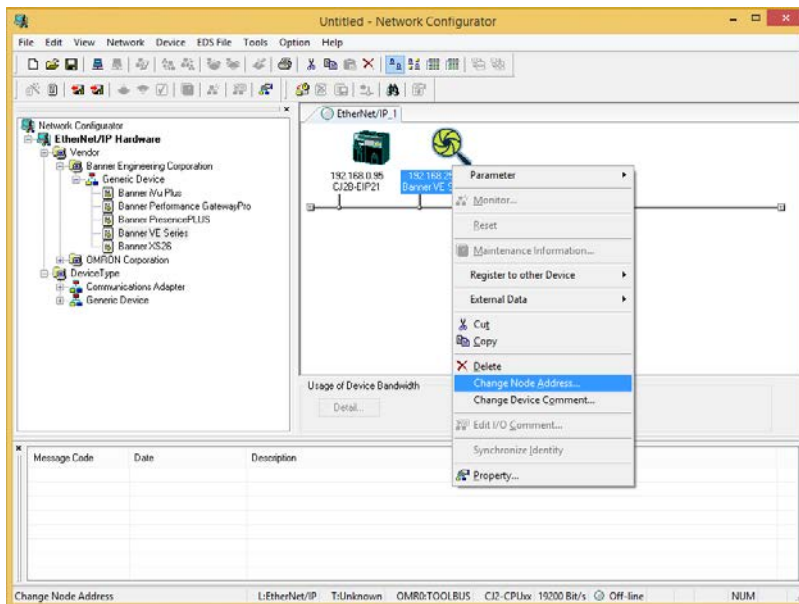 Untitled - Network Configurator
File Edit View Network Device EDS File Tools Option Help
EtherNet/IP_1
Network Configurator
EtherNet/IP Hardware
Vendor
Banner Engineering Corporation
Generic Device
Banner iVu Plus
Banner Performance GatewayPro
Banner PresencePLUS
Banner VE Series
Banner XS26
OMRON Corporation
DeviceType
Communications Adapter
Generic Device
192.168.0.95
CJ2B-EIP21
Banner VE
Parameter
Monitor...
Reset
Maintenance Information...
Register to other Device
External Data
Cut
Copy
Delete
Change Node Address...
Change Device Comment...
Edit I/O Comment...
Synchronize Identity
Property...
Usage of Device Bandwidth
Detail...
Message Code Date Description
Change Node Address L:EtherNet/IP T:Unknown OMR0:TOOLBUS CJ2-CPUxx 19200 Bit/s Off-line NUM